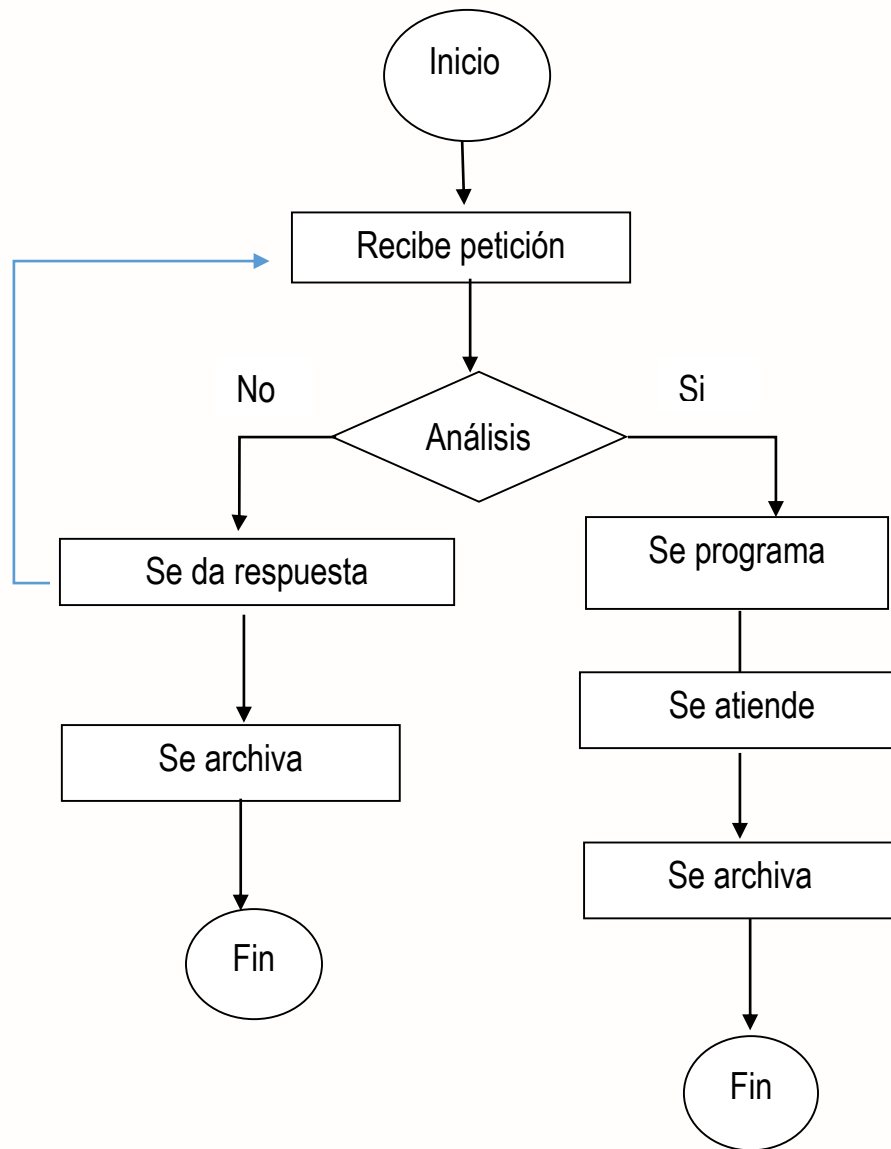 Inicio
Recibe petición
No
Si
Análisis
Se da respuesta
Se programa
Se atiende
Se archiva
Se archiva
Fin
Fin